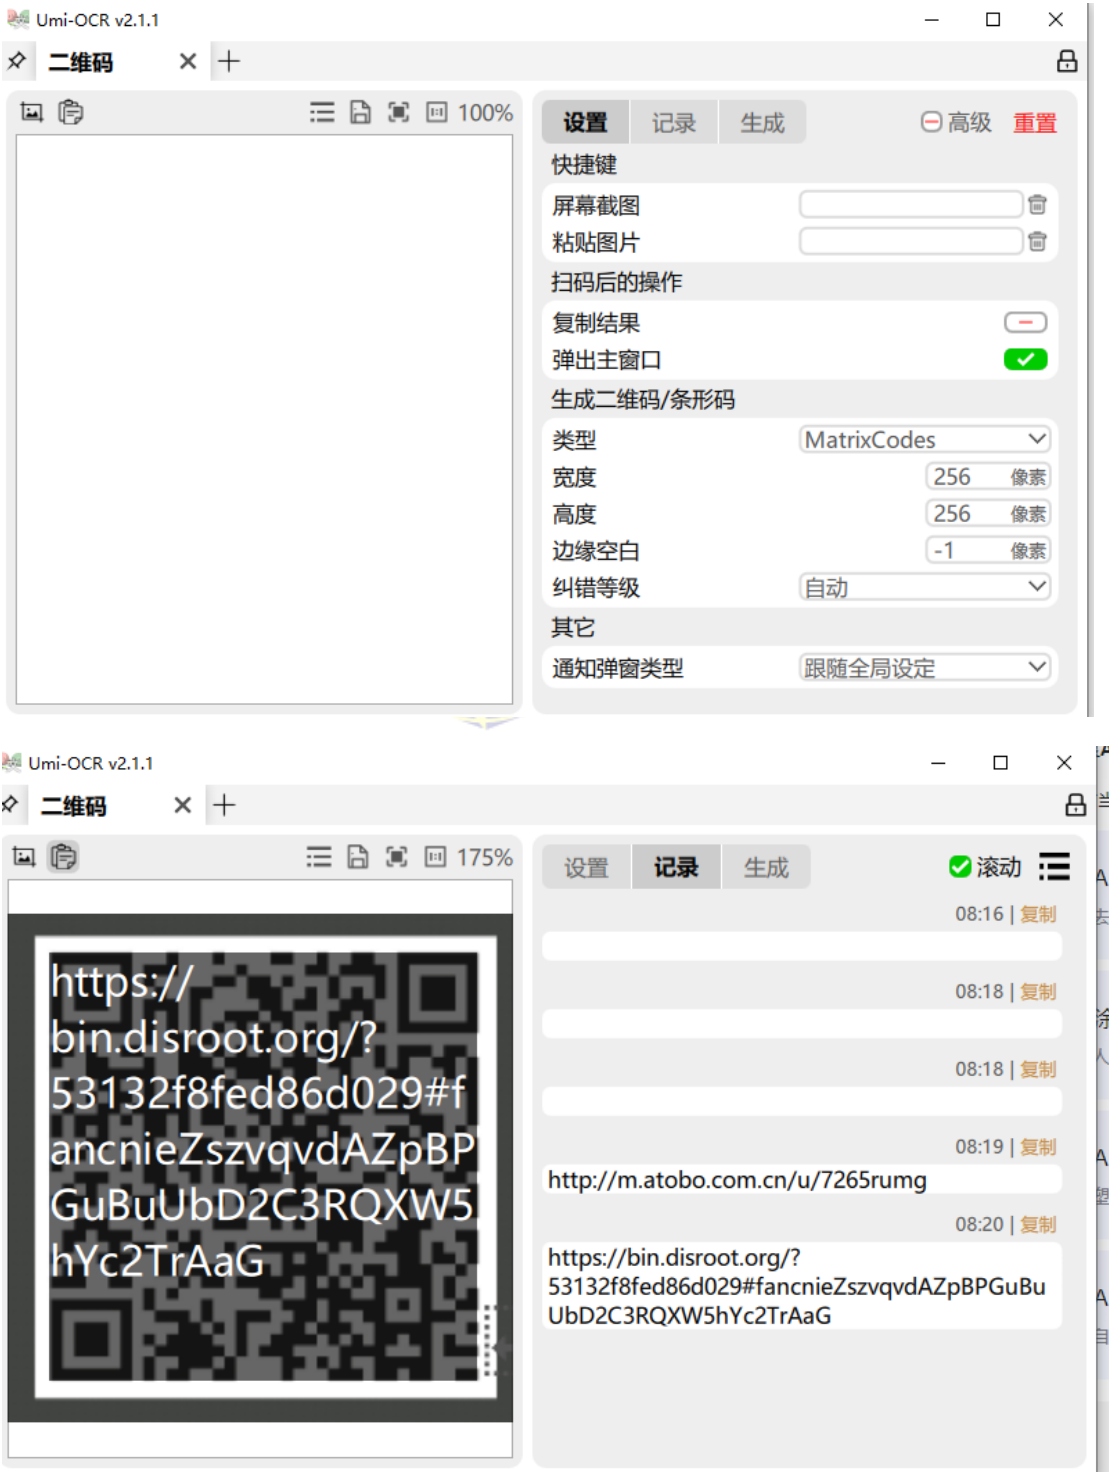 Umi-OCR v2.1.1
二维码
100%
设置 记录 生成 高级 重置
快捷键
屏幕截图
粘贴图片
扫码后的操作
复制结果
弹出主窗口
生成二维码/条形码
类型 MatrixCodes
宽度 256 像素
高度 256 像素
边缘空白 -1 像素
纠错等级 自动
其它
通知弹窗类型 跟随全局设定
Umi-OCR v2.1.1
二维码
175%
https://
bin.disroot.org/?
53132f8fed86d029#f
ancnieZszvqvdAZpBP
GuBuUbD2C3RQXW5
hYc2TrAaG
设置 记录 生成 滚动
08:16 | 复制
08:18 | 复制
08:18 | 复制
08:19 | 复制
http://m.atobo.com.cn/u/7265rumg
08:20 | 复制
https://bin.disroot.org/?
53132f8fed86d029#fancnieZszvqvdAZpBPGuBu
UbD2C3RQXW5hYc2TrAaG